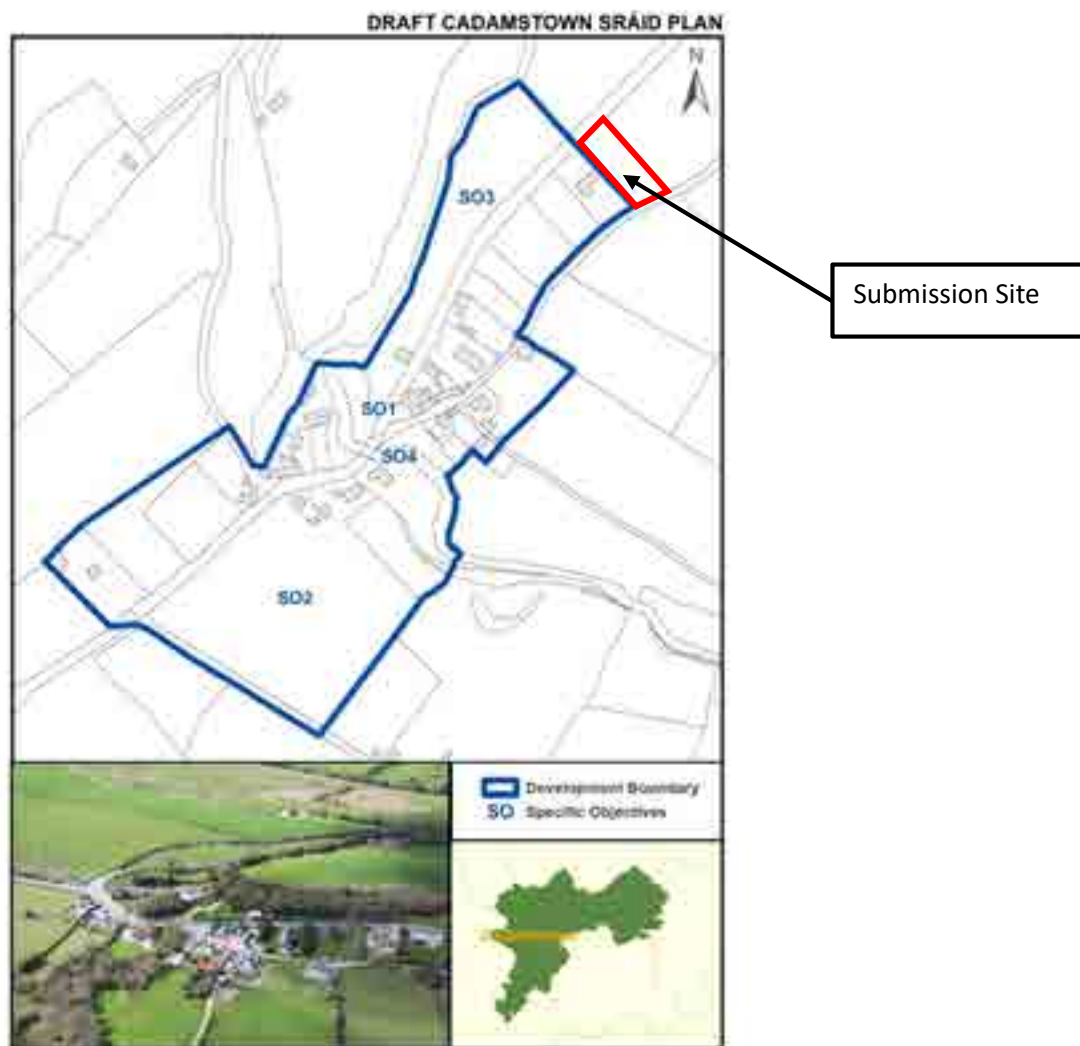 DRAFT CADAMSTOWN SRÁID PLAN
N
SO3
Submission Site
SO1
SO4
SO2
Development Boundary
SO Specific Objectives